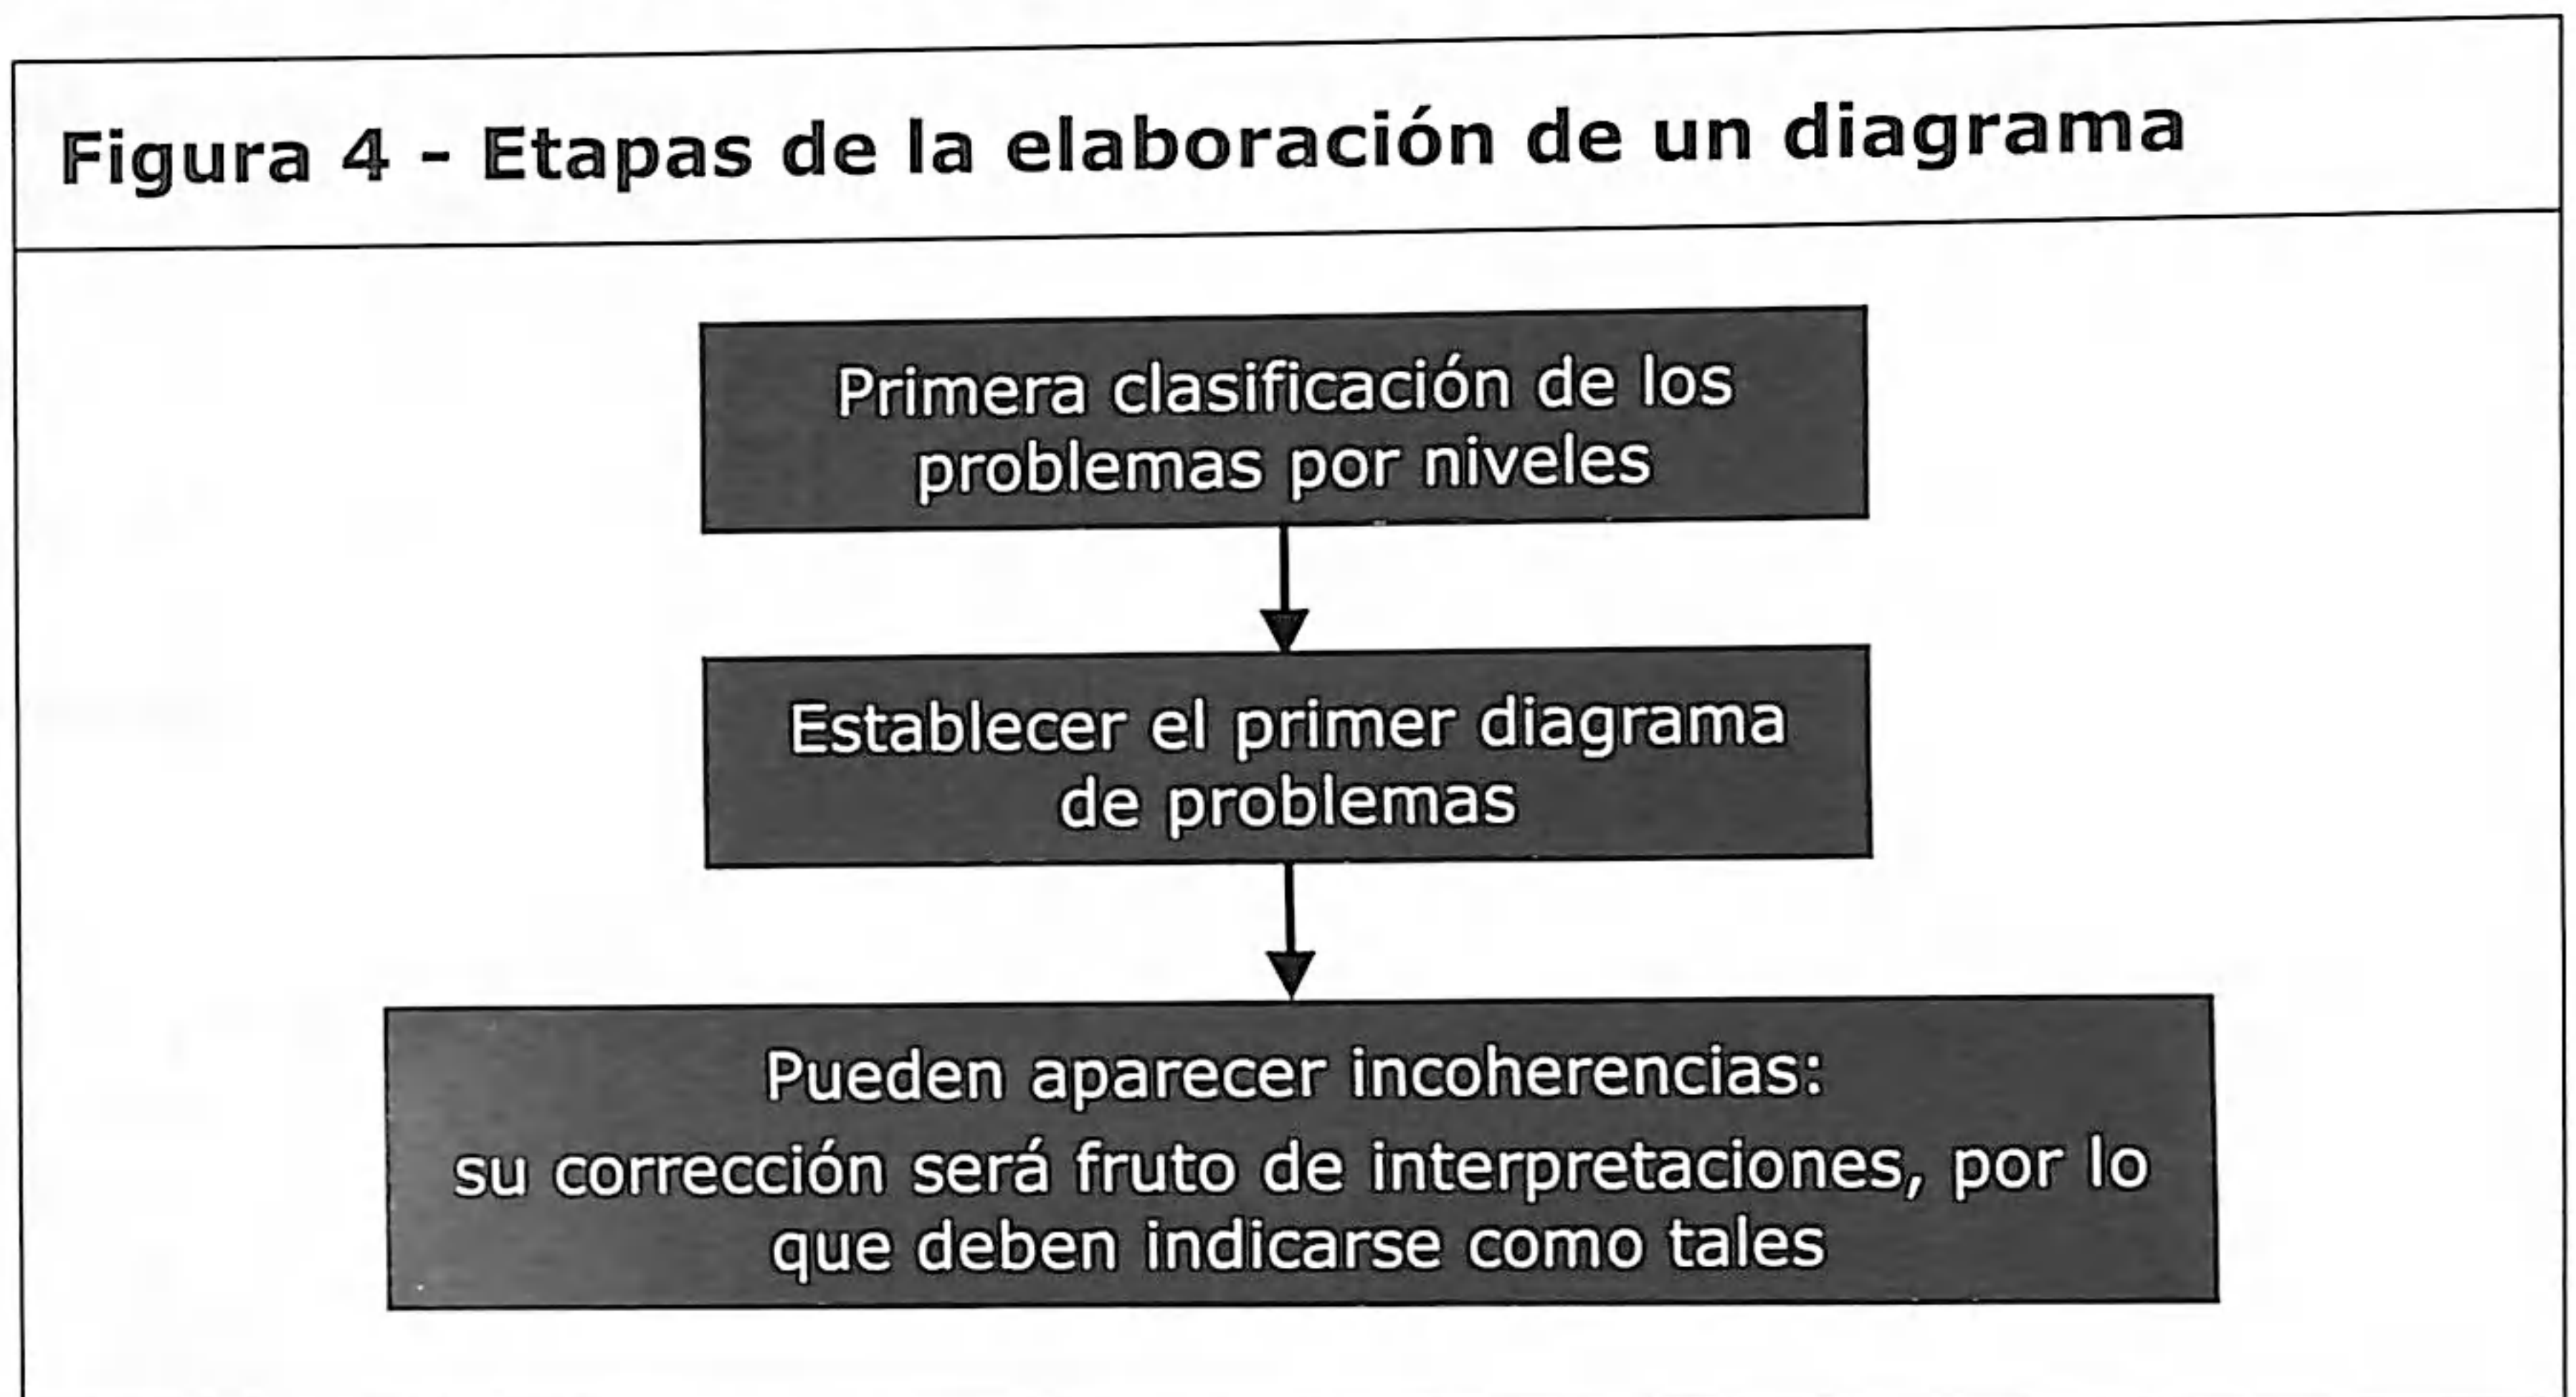 Figura 4 - Etapas de la elaboración de un diagrama
Primera clasificación de los
problemas por niveles
Establecer el primer diagrama
de problemas
Pueden aparecer incoherencias:
su corrección será fruto de interpretaciones, por lo
que deben indicarse como tales